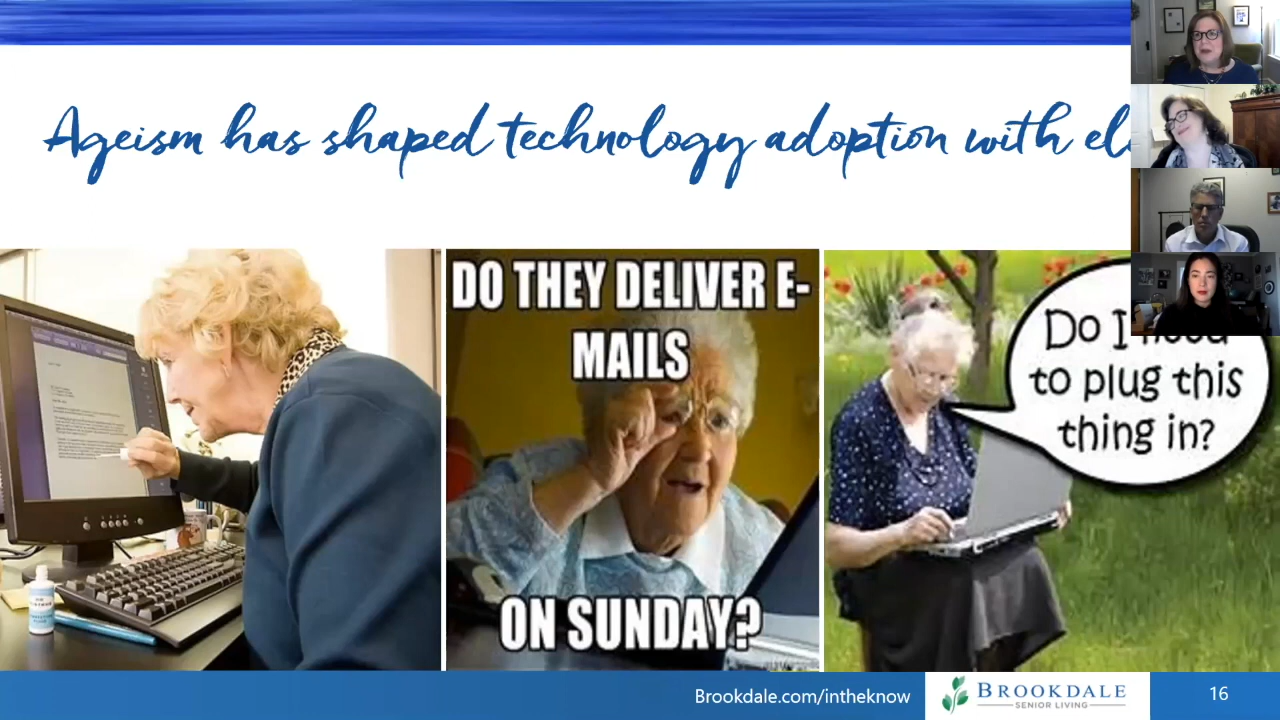 Ageism has shaped technology adoption with
DO THEY DELIVER E-
MAILS
ON SUNDAY?
Do I need
to plug this
thing in?
Brookdale.com/intheknow
BROOKDALE
SENIOR LIVING
16